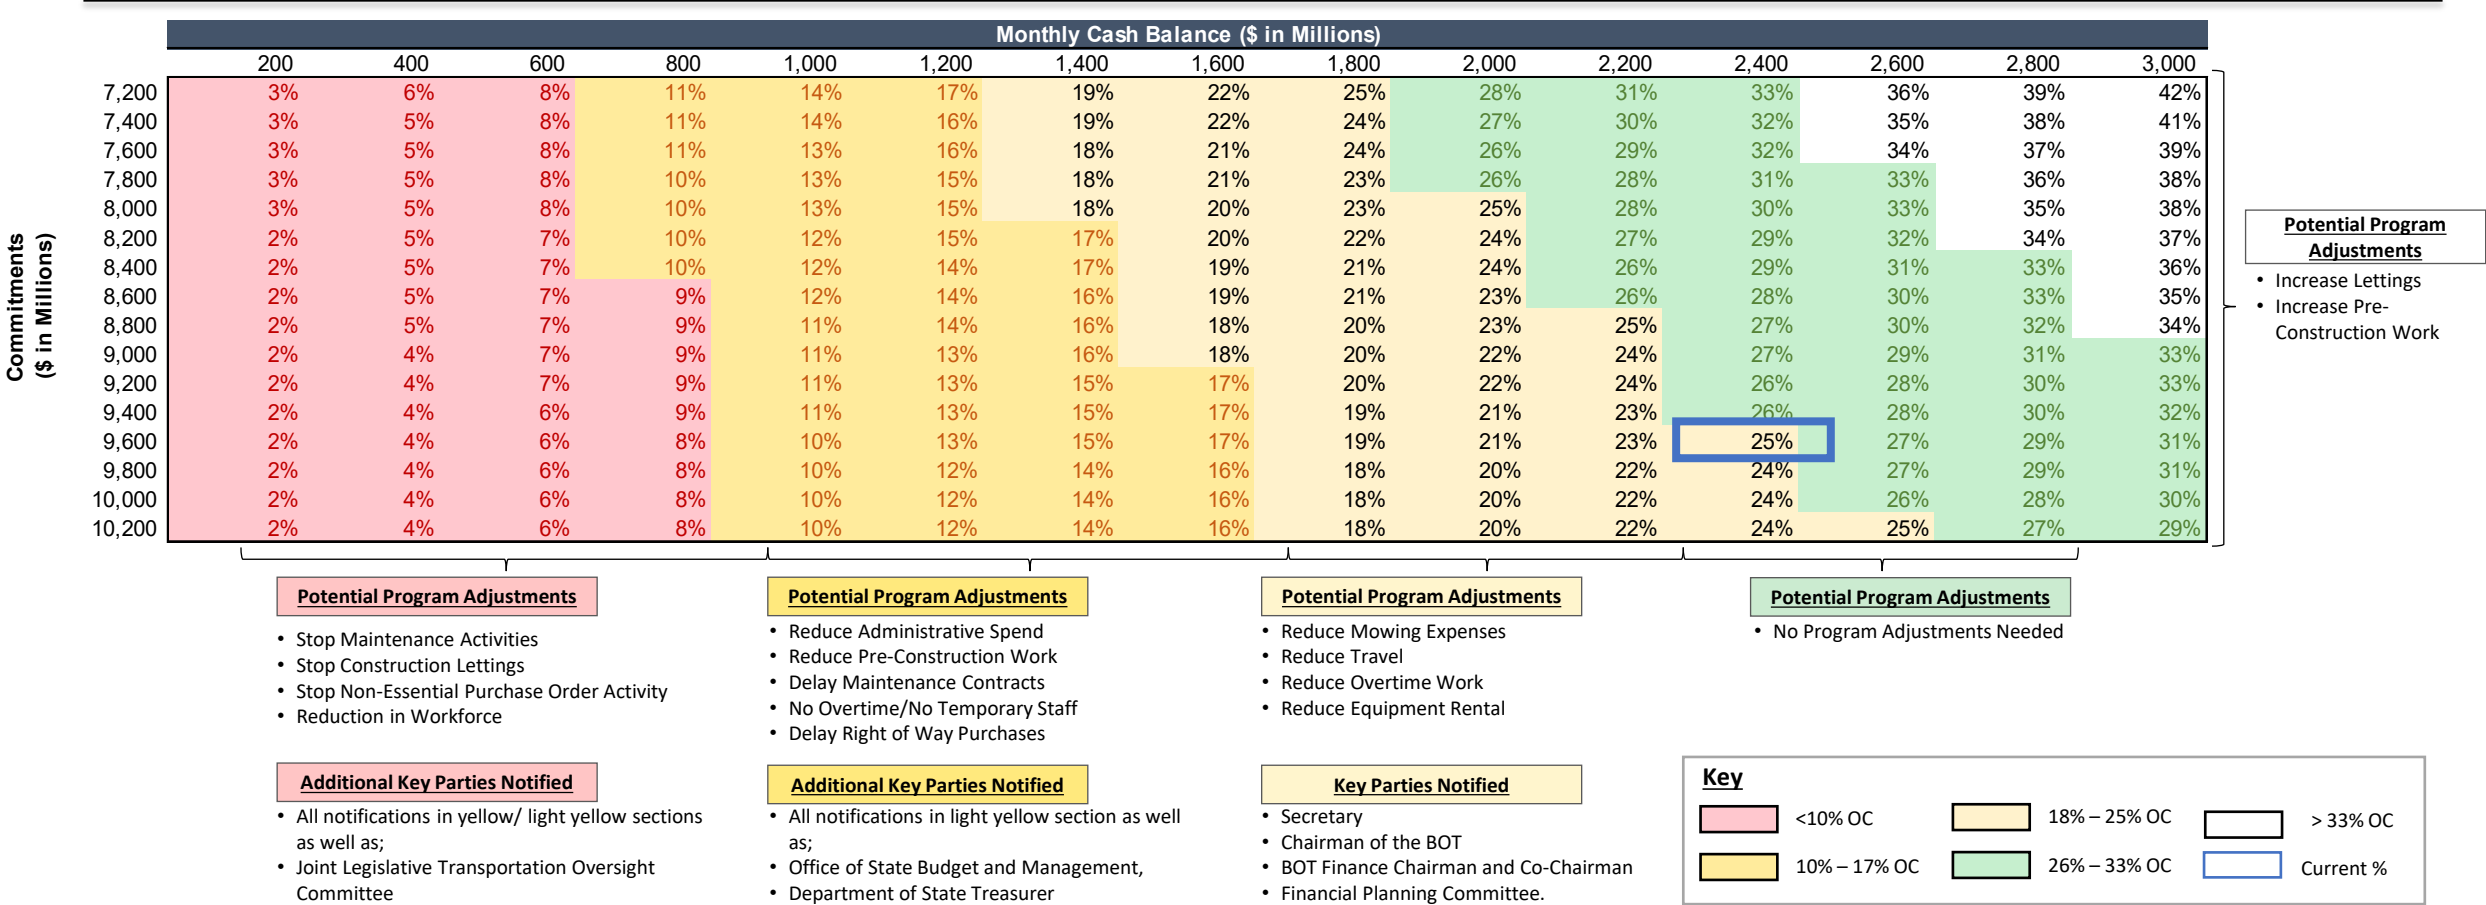 Monthly Cash Balance ($ in Millions)
200 400 600 800 1,000 1,200 1,400 1,600 1,800 2,000 2,200 2,400 2,600 2,800 3,000
Commitments
($ in Millions)
7,200 3% 6% 8% 11% 14% 17% 19% 22% 25% 28% 31% 33% 36% 39% 42%
7,400 3% 5% 8% 11% 14% 16% 19% 22% 24% 27% 30% 32% 35% 38% 41%
7,600 3% 5% 8% 11% 13% 16% 18% 21% 24% 26% 29% 32% 34% 37% 39%
7,800 3% 5% 8% 10% 13% 15% 18% 21% 23% 26% 28% 31% 33% 36% 38%
8,000 3% 5% 8% 10% 13% 15% 18% 20% 23% 25% 28% 30% 33% 35% 38%
8,200 2% 5% 7% 10% 12% 15% 17% 20% 22% 24% 27% 29% 32% 34% 37%
8,400 2% 5% 7% 10% 12% 14% 17% 19% 21% 24% 26% 29% 31% 33% 36%
8,600 2% 5% 7% 9% 12% 14% 16% 19% 21% 23% 26% 28% 30% 33% 35%
8,800 2% 5% 7% 9% 11% 14% 16% 18% 20% 23% 25% 27% 30% 32% 34%
9,000 2% 4% 7% 9% 11% 13% 16% 18% 20% 22% 24% 27% 29% 31% 33%
9,200 2% 4% 7% 9% 11% 13% 15% 17% 20% 22% 24% 26% 28% 30% 33%
9,400 2% 4% 6% 9% 11% 13% 15% 17% 19% 21% 23% 26% 28% 30% 32%
9,600 2% 4% 6% 8% 10% 13% 15% 17% 19% 21% 23% 25% 27% 29% 31%
9,800 2% 4% 6% 8% 10% 12% 14% 16% 18% 20% 22% 24% 27% 29% 31%
10,000 2% 4% 6% 8% 10% 12% 14% 16% 18% 20% 22% 24% 26% 28% 30%
10,200 2% 4% 6% 8% 10% 12% 14% 16% 18% 20% 22% 24% 25% 27% 29%
Potential Program
Adjustments
• Increase Lettings
• Increase Pre-
Construction Work
Potential Program Adjustments
• Stop Maintenance Activities
• Stop Construction Lettings
• Stop Non-Essential Purchase Order Activity
• Reduction in Workforce
Additional Key Parties Notified
• All notifications in yellow/ light yellow sections
as well as;
• Joint Legislative Transportation Oversight
Committee
Potential Program Adjustments
• Reduce Administrative Spend
• Reduce Pre-Construction Work
• Delay Maintenance Contracts
• No Overtime/No Temporary Staff
• Delay Right of Way Purchases
Additional Key Parties Notified
• All notifications in light yellow section as well
as;
• Office of State Budget and Management,
• Department of State Treasurer
Potential Program Adjustments
• Reduce Mowing Expenses
• Reduce Travel
• Reduce Overtime Work
• Reduce Equipment Rental
Key Parties Notified
• Secretary
• Chairman of the BOT
• BOT Finance Chairman and Co-Chairman
• Financial Planning Committee.
Potential Program Adjustments
• No Program Adjustments Needed
Key
<10% OC 18% – 25% OC > 33% OC
10% – 17% OC 26% – 33% OC Current %